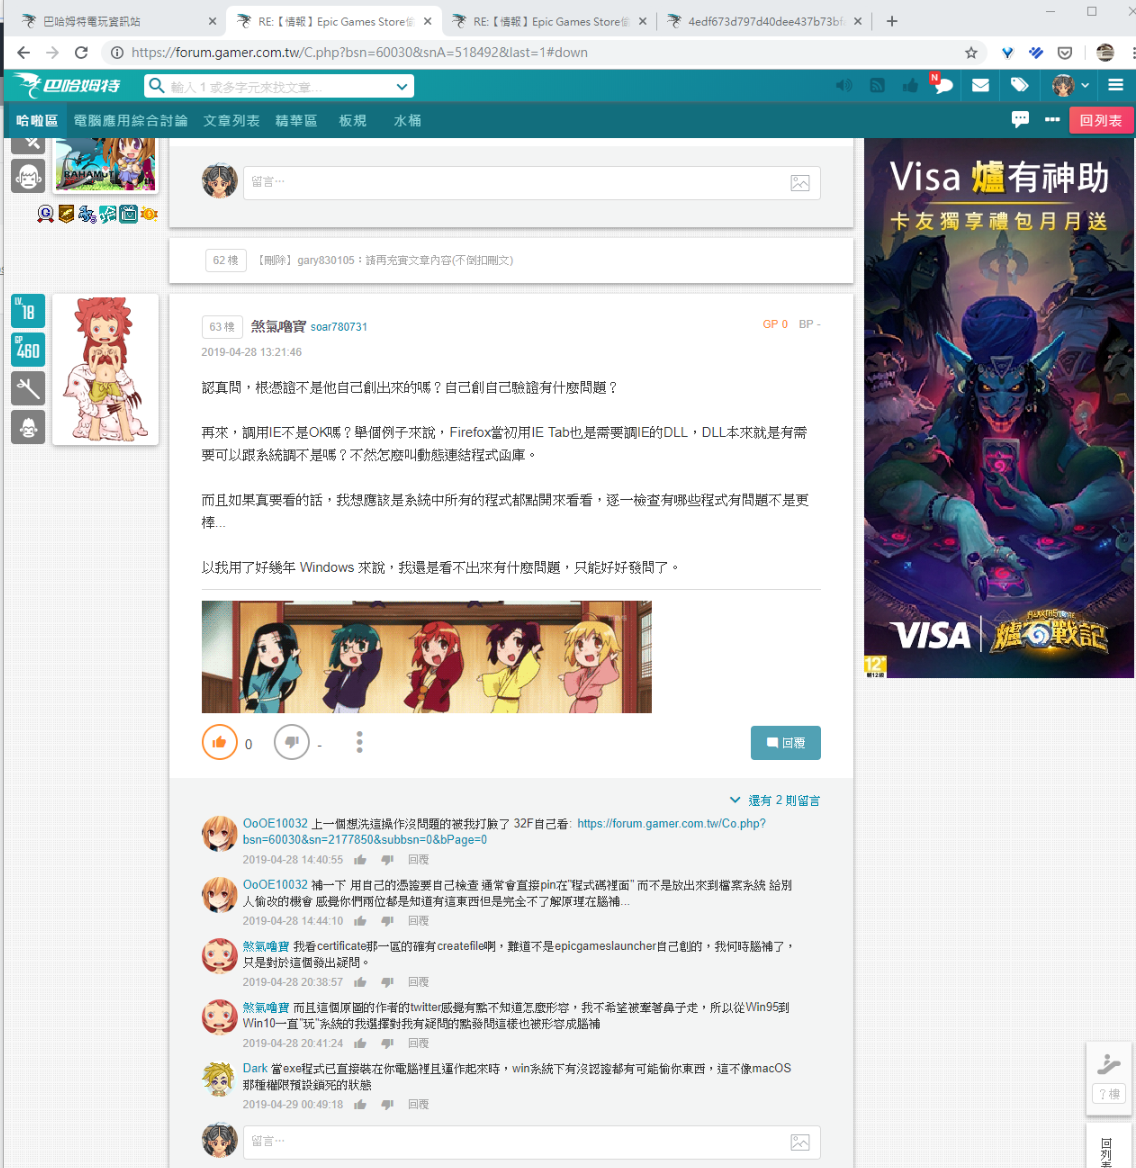 巴哈姆特電玩資訊站
RE:【情報】Epic Games Store
RE:【情報】Epic Games Store
4edf673d797d40dee437b73bf
https://forum.gamer.com.tw/C.php?bsn=60030&snA=518492&last=1#down
巴哈姆特
輸入 1 或多字元來找文章...
N
哈啦區 電腦應用綜合討論 文章列表 精華區 板規 水桶
回列表
BAHAMUT
留言…
62 樓 【刪除】gary830105：請再充實文章內容(不倒扣刪文)
LV. 18
GP 460
63 樓 煞氣嚕寶 soar780731
GP 0 BP -
2019-04-28 13:21:46
認真問，根憑證不是他自己創出來的嗎？自己創自己驗證有什麼問題？
再來，調用IE不是OK嗎？舉個例子來說，Firefox當初用IE Tab也是需要調IE的DLL，DLL本來就是有需
要可以跟系統調不是嗎？不然怎麼叫動態連結程式函庫。
而且如果真要看的話，我想應該是系統中所有的程式都點開來看看，逐一檢查有哪些程式有問題不是更
棒...
以我用了好幾年 Windows 來說，我還是看不出來有什麼問題，只能好好發問了。
0 -
回覆
還有 2 則留言
OoOE10032 上一個想洗這操作沒問題的被我打臉了 32F自己看: https://forum.gamer.com.tw/Co.php?
bsn=60030&sn=2177850&subbsn=0&bPage=0
2019-04-28 14:40:55 回覆
OoOE10032 補一下 用自己的憑證要自己檢查 通常會直接pin在"程式碼裡面" 而不是放出來到檔案系統 給別
人偷改的機會 感覺你們兩位都是知道有這東西但是完全不了解原理在腦補...
2019-04-28 14:44:10 回覆
煞氣嚕寶 我看certificate那一區的確有createfile啊，難道不是epicgameslauncher自己創的，我何時腦補了，
只是對於這個發出疑問。
2019-04-28 20:38:57 回覆
煞氣嚕寶 而且這個原圖的作者的twitter感覺有點不知道怎麼形容，我不希望被牽著鼻子走，所以從Win95到
Win10一直"玩"系統的我選擇對我有疑問的點發問這樣也被形容成腦補
2019-04-28 20:41:24 回覆
Dark 當exe程式已直接裝在你電腦裡且運作起來時，win系統下有沒認證都有可能偷你東西，這不像macOS
那種權限預設鎖死的狀態
2019-04-29 00:49:18 回覆
留言…
Visa 爐有神助
卡友獨享禮包月月送
VISA
HEARTHSTONE
爐石戰記
12+
輔12級
? 樓
回列表